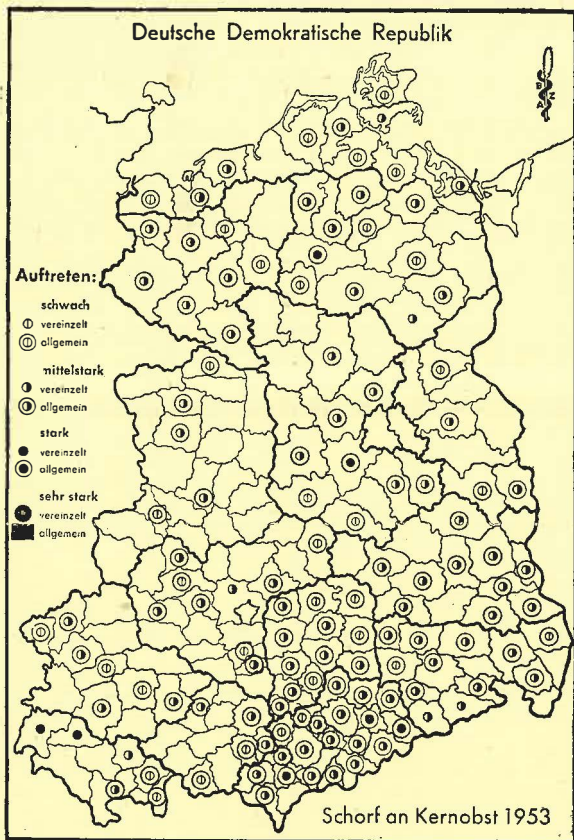 Deutsche Demokratische Republik
Auftreten:
schwach
vereinzelt
allgemein
mittelstark
vereinzelt
allgemein
stark
vereinzelt
allgemein
sehr stark
vereinzelt
allgemein
Schorf an Kernobst 1953